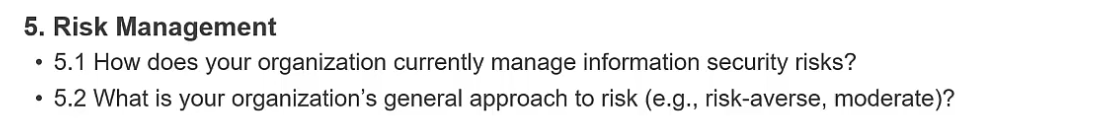 5. Risk Management
• 5.1 How does your organization currently manage information security risks?
• 5.2 What is your organization’s general approach to risk (e.g., risk-averse, moderate)?